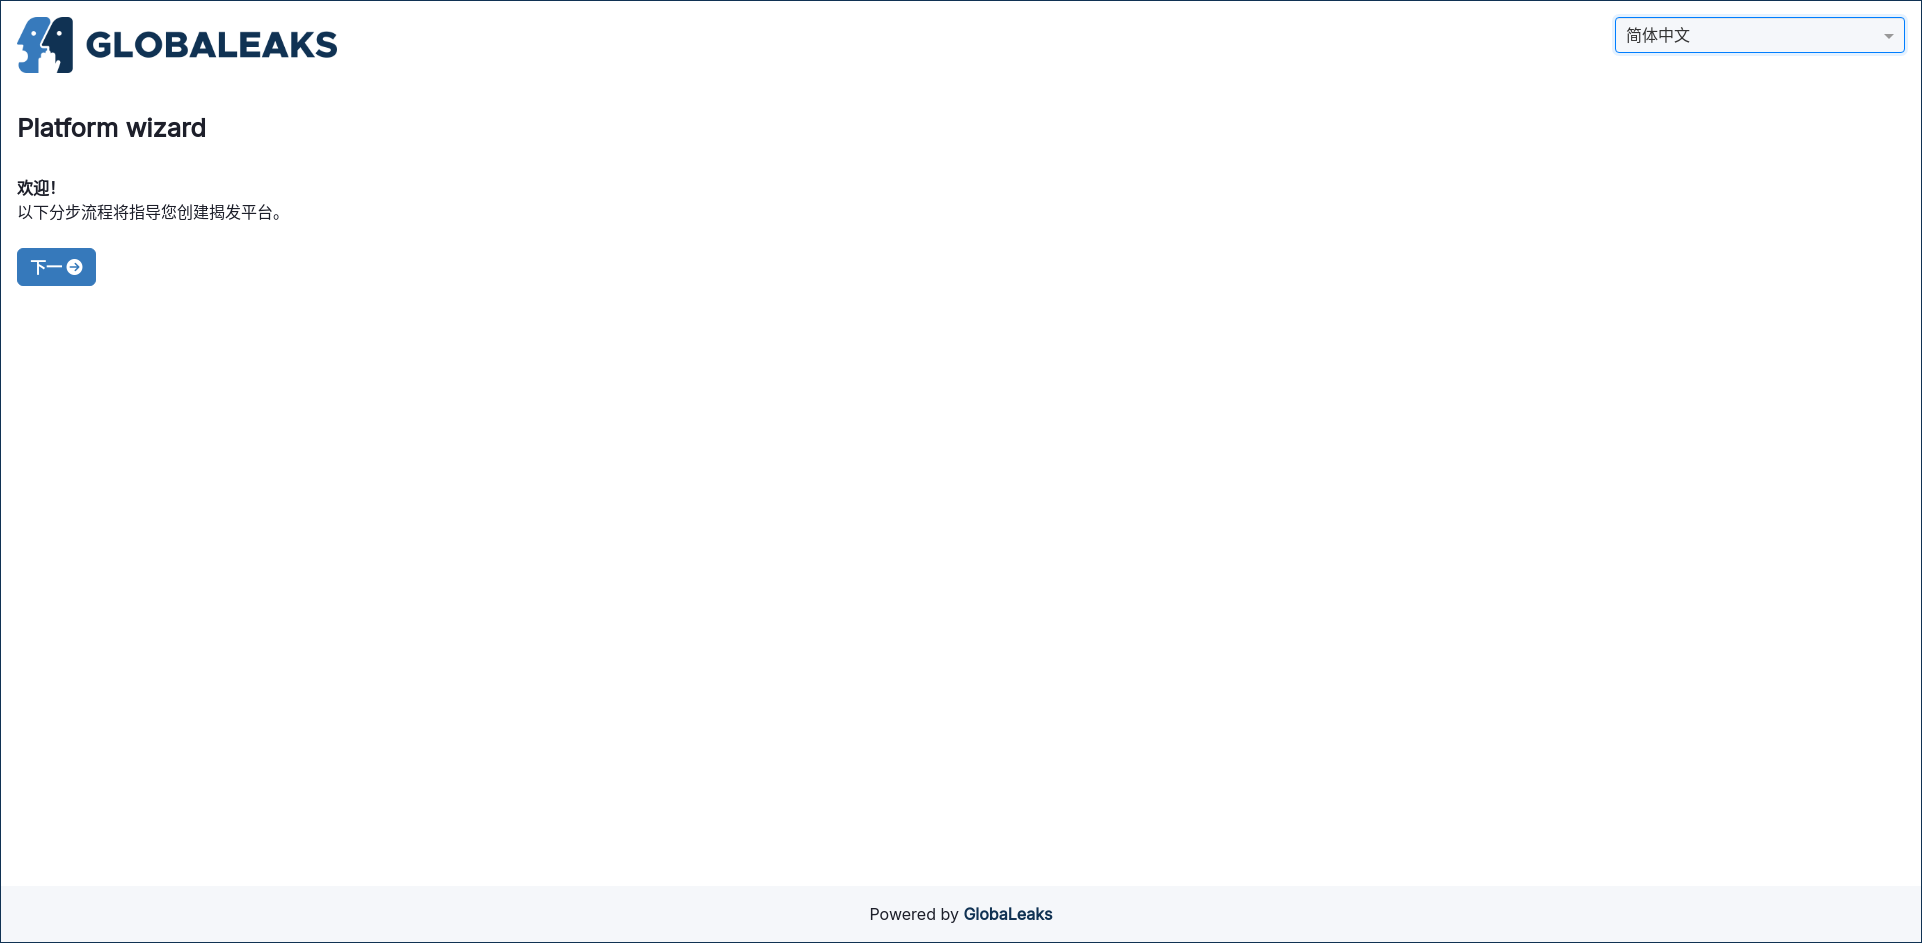 GLOBALEAKS
简体中文
Platform wizard
欢迎!
以下分步流程将指导您创建揭发平台。
下一
Powered by GlobaLeaks